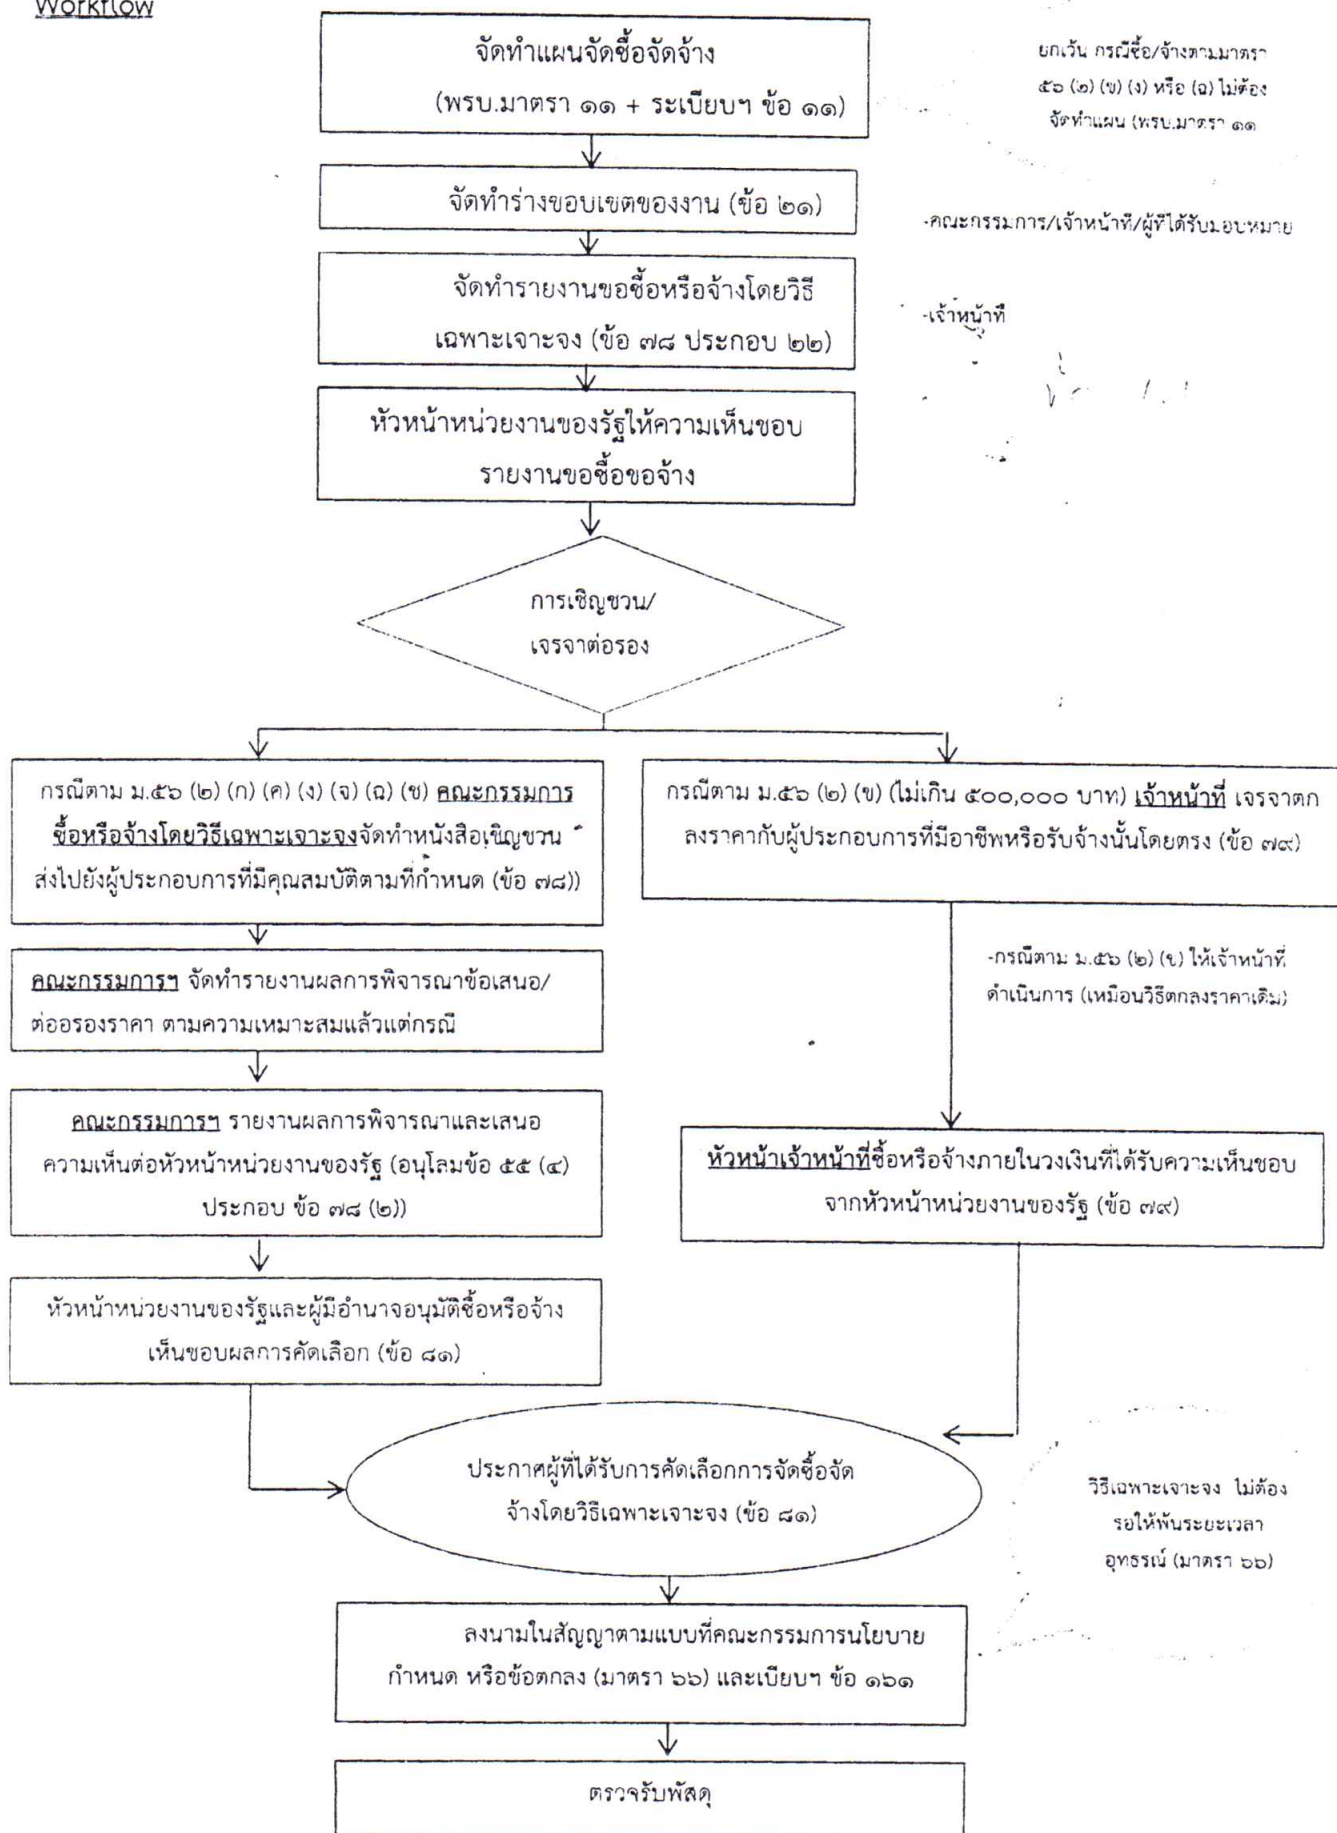 Workflow
จัดทำแผนจัดซื้อจัดจ้าง
(พรบ.มาตรา ๑๑ + ระเบียบฯ ข้อ ๑๑)
ยกเว้น กรณีซื้อ/จ้างตามมาตรา
๕๖ (๒) (ข) (ง) หรือ (ฉ) ไม่ต้อง
จัดทำแผน (พรบ.มาตรา ๑๑
จัดทำร่างขอบเขตของงาน (ข้อ ๒๑)
-คณะกรรมการ/เจ้าหน้าที่/ผู้ที่ได้รับมอบหมาย
จัดทำรายงานขอซื้อหรือจ้างโดยวิธี
เฉพาะเจาะจง (ข้อ ๗๘ ประกอบ ๒๒)
-เจ้าหน้าที่
หัวหน้าหน่วยงานของรัฐให้ความเห็นชอบ
รายงานขอซื้อขอจ้าง
การเชิญชวน/
เจรจาต่อรอง
กรณีตาม ม.๕๖ (๒) (ก) (ค) (ง) (จ) (ฉ) (ช) คณะกรรมการ
ซื้อหรือจ้างโดยวิธีเฉพาะเจาะจงจัดทำหนังสือเชิญชวน
ส่งไปยังผู้ประกอบการที่มีคุณสมบัติตามที่กำหนด (ข้อ ๗๘))
กรณีตาม ม.๕๖ (๒) (ข) (ไม่เกิน ๕๐๐,๐๐๐ บาท) เจ้าหน้าที่ เจรจาตก
ลงราคากับผู้ประกอบการที่มีอาชีพหรือรับจ้างนั้นโดยตรง (ข้อ ๗๙)
คณะกรรมการฯ จัดทำรายงานผลการพิจารณาข้อเสนอ/
ต่ออรองราคา ตามความเหมาะสมแล้วแต่กรณี
-กรณีตาม ม.๕๖ (๒) (ข) ให้เจ้าหน้าที่
ดำเนินการ (เหมือนวิธีตกลงราคาเดิม)
คณะกรรมการฯ รายงานผลการพิจารณาและเสนอ
ความเห็นต่อหัวหน้าหน่วยงานของรัฐ (อนุโลมข้อ ๕๕ (๔)
ประกอบ ข้อ ๗๘ (๒))
หัวหน้าเจ้าหน้าที่ซื้อหรือจ้างภายในวงเงินที่ได้รับความเห็นชอบ
จากหัวหน้าหน่วยงานของรัฐ (ข้อ ๗๙)
หัวหน้าหน่วยงานของรัฐและผู้มีอำนาจอนุมัติซื้อหรือจ้าง
เห็นชอบผลการคัดเลือก (ข้อ ๘๑)
ประกาศผู้ที่ได้รับการคัดเลือกการจัดซื้อจัด
จ้างโดยวิธีเฉพาะเจาะจง (ข้อ ๘๑)
วิธีเฉพาะเจาะจง ไม่ต้อง
รอให้พ้นระยะเวลา
อุทธรณ์ (มาตรา ๖๖)
ลงนามในสัญญาตามแบบที่คณะกรรมการนโยบาย
กำหนด หรือข้อตกลง (มาตรา ๖๖) และเบียบฯ ข้อ ๑๖๑
ตรวจรับพัสดุ